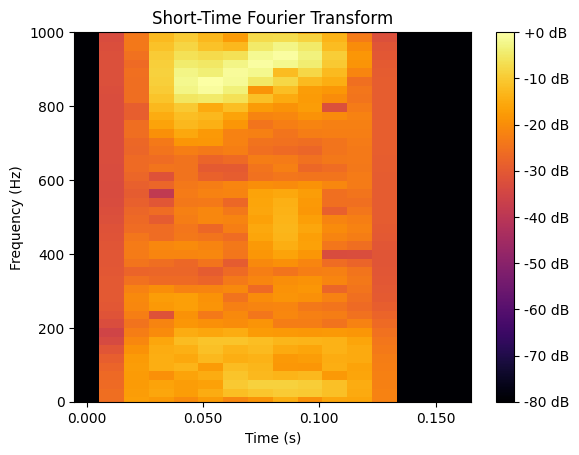 Short-Time Fourier Transform
Frequency (Hz)
1000
800
600
400
200
0
0.000
0.050
0.100
0.150
Time (s)
+0 dB
-10 dB
-20 dB
-30 dB
-40 dB
-50 dB
-60 dB
-70 dB
-80 dB